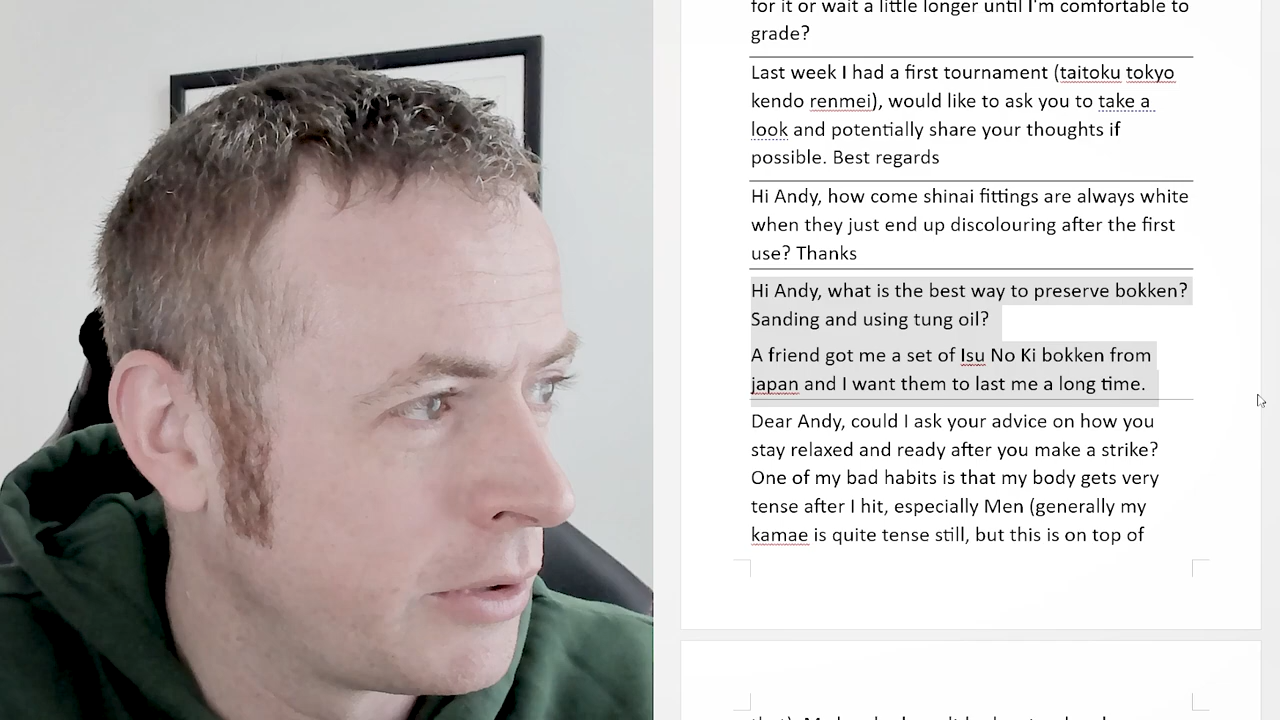 for it or wait a little longer until I'm comfortable to
grade?
Last week I had a first tournament (taitoku tokyo
kendo renmei), would like to ask you to take a
look and potentially share your thoughts if
possible. Best regards
Hi Andy, how come shinai fittings are always white
when they just end up discolouring after the first
use? Thanks
Hi Andy, what is the best way to preserve bokken?
Sanding and using tung oil?
A friend got me a set of Isu No Ki bokken from
japan and I want them to last me a long time.
Dear Andy, could I ask your advice on how you
stay relaxed and ready after you make a strike?
One of my bad habits is that my body gets very
tense after I hit, especially Men (generally my
kamae is quite tense still, but this is on top of